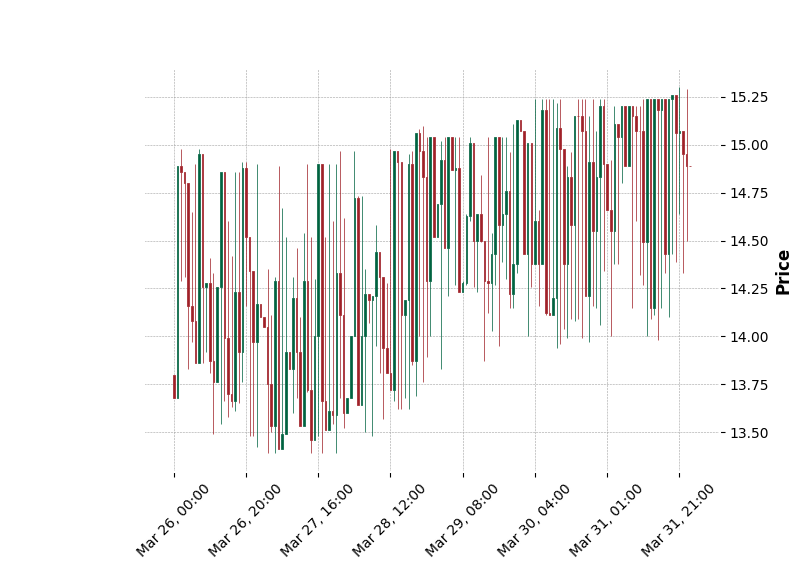 15.25
15.00
14.75
14.50
14.25
14.00
13.75
13.50
Price
Mar 26, 00:00
Mar 26, 20:00
Mar 27, 16:00
Mar 28, 12:00
Mar 29, 08:00
Mar 30, 04:00
Mar 31, 01:00
Mar 31, 21:00